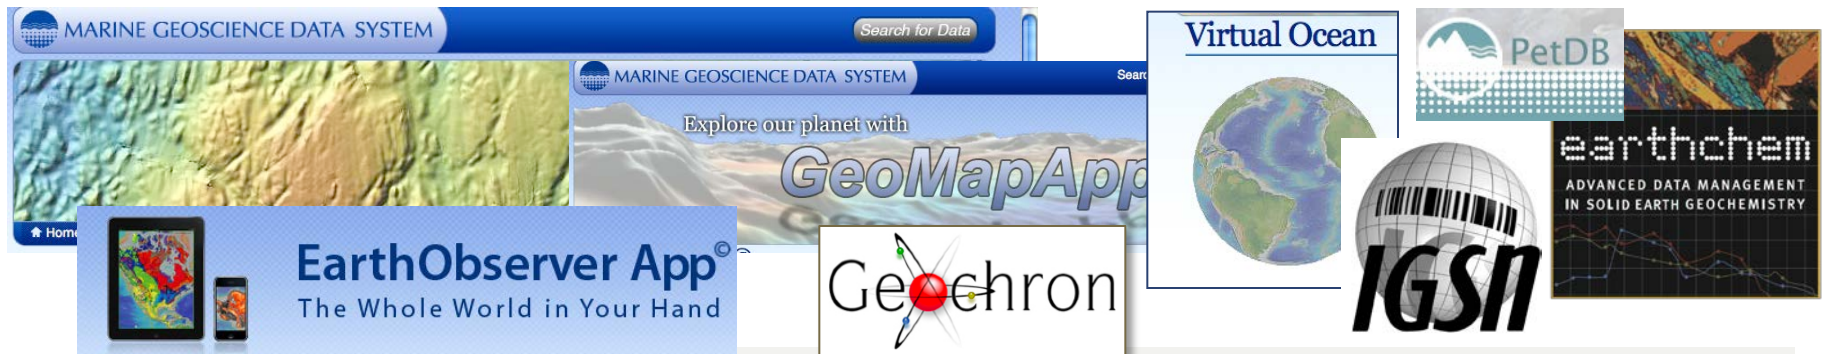 MARINE GEOSCIENCE DATA SYSTEM
Search for Data
MARINE GEOSCIENCE DATA SYSTEM
Explore our planet with
GeoMapApp
Home
EarthObserver App©
The Whole World in Your Hand
Geochron
Virtual Ocean
PetDB
IGSN
earthchem
ADVANCED DATA MANAGEMENT
IN SOLID EARTH GEOCHEMISTRY